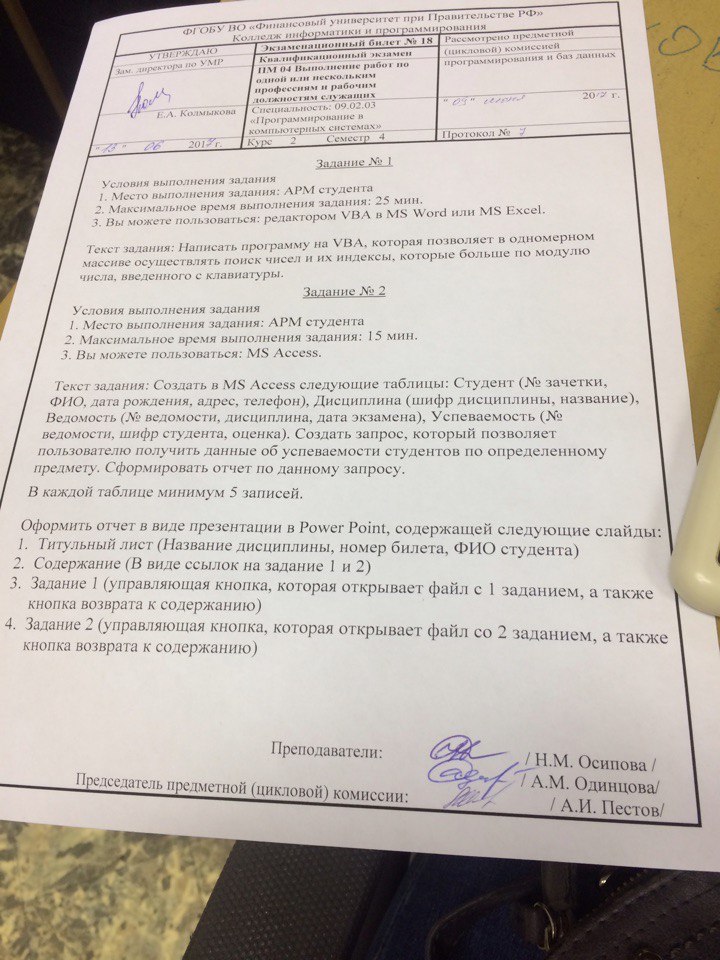 ФГОБУ ВО «Финансовый университет при Правительстве РФ»
Колледж информатики и программирования
УТВЕРЖДАЮ
Зам. директора по УМР
Е.А. Колмыкова
"13" 06 2017 г.
Экзаменационный билет № 18
Квалификационный экзамен
ПМ 04 Выполнение работ по
одной или нескольким
профессиям и рабочим
должностям служащих
Специальность: 09.02.03
«Программирование в
компьютерных системах»
Курс 2 Семестр 4
Рассмотрено предметной
(цикловой) комиссией
программирования и баз данных
"09" июня 2017 г.
Протокол №
Задание № 1
Условия выполнения задания
1. Место выполнения задания: АРМ студента
2. Максимальное время выполнения задания: 25 мин.
3. Вы можете пользоваться: редактором VBA в MS Word или MS Excel.
Текст задания: Написать программу на VBA, которая позволяет в одномерном
массиве осуществлять поиск чисел и их индексы, которые больше по модулю
числа, введенного с клавиатуры.
Задание № 2
Условия выполнения задания
1. Место выполнения задания: АРМ студента
2. Максимальное время выполнения задания: 15 мин.
3. Вы можете пользоваться: MS Access.
Текст задания: Создать в MS Access следующие таблицы: Студент (№ зачетки,
ФИО, дата рождения, адрес, телефон), Дисциплина (шифр дисциплины, название),
Ведомость (№ ведомости, дисциплина, дата экзамена), Успеваемость (№
ведомости, шифр студента, оценка). Создать запрос, который позволяет
пользователю получить данные об успеваемости студентов по определенному
предмету. Сформировать отчет по данному запросу.
В каждой таблице минимум 5 записей.
Оформить отчет в виде презентации в Power Point, содержащей следующие слайды:
1. Титульный лист (Название дисциплины, номер билета, ФИО студента)
2. Содержание (В виде ссылок на задание 1 и 2)
3. Задание 1 (управляющая кнопка, которая открывает файл с 1 заданием, а также
кнопка возврата к содержанию)
4. Задание 2 (управляющая кнопка, которая открывает файл со 2 заданием, а также
кнопка возврата к содержанию)
Преподаватели: / Н.М. Осипова /
/ А.М. Одинцова/
Председатель предметной (цикловой) комиссии: / А.И. Пестов/